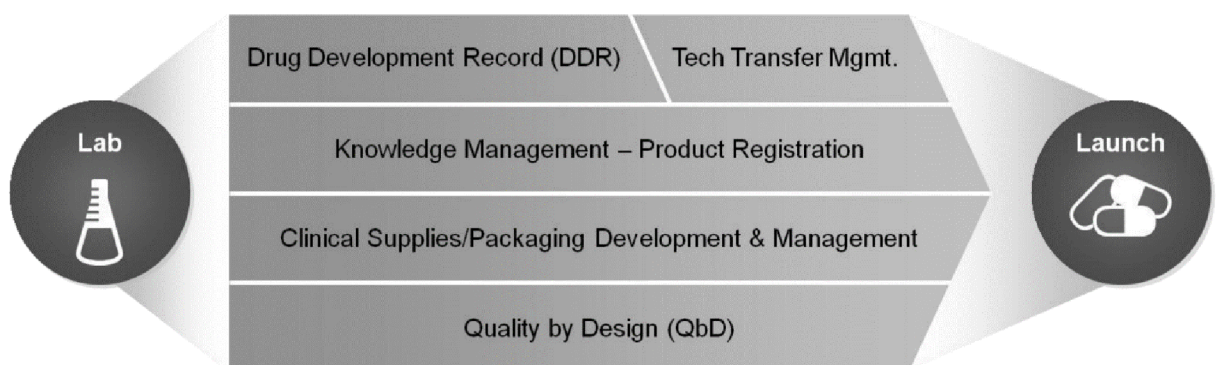 Lab
Drug Development Record (DDR)
Tech Transfer Mgmt.
Knowledge Management – Product Registration
Clinical Supplies/Packaging Development & Management
Quality by Design (QbD)
Launch